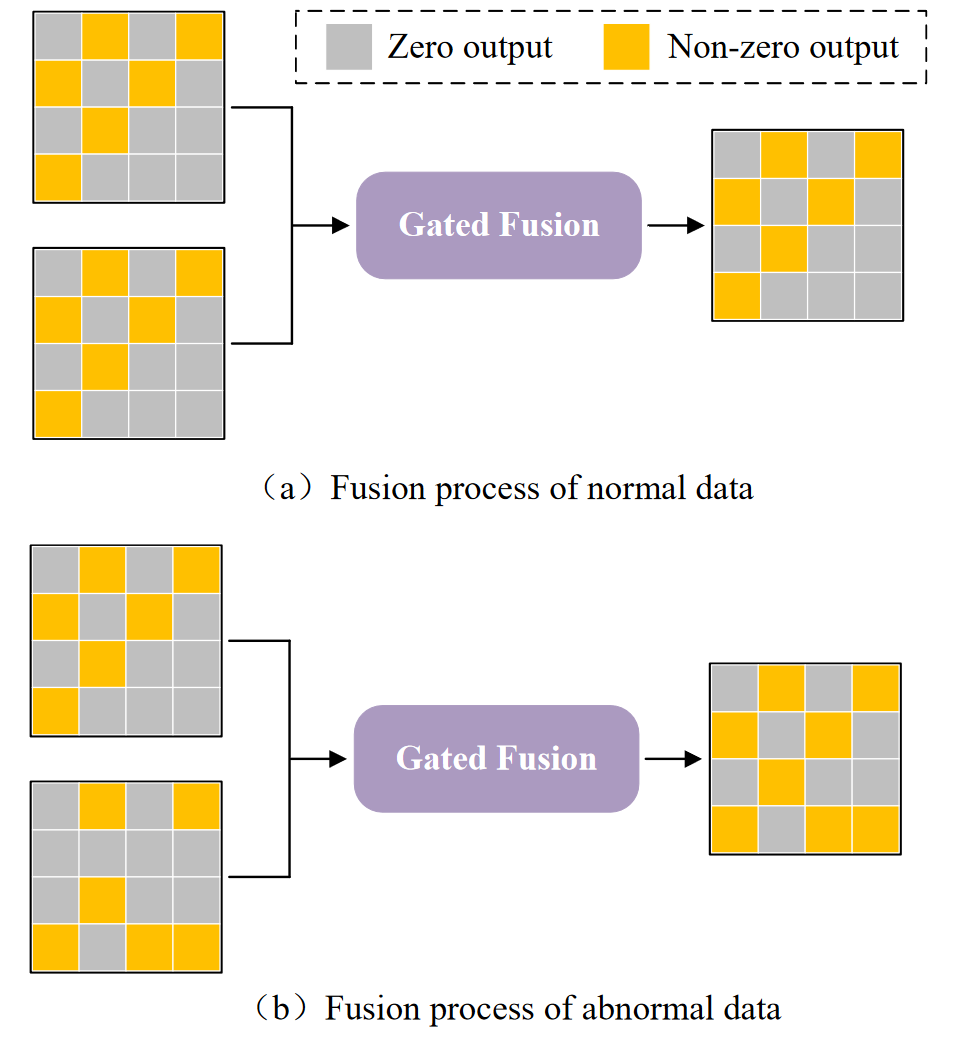 Zero output
Non-zero output
Gated Fusion
（a）Fusion process of normal data
Gated Fusion
（b）Fusion process of abnormal data